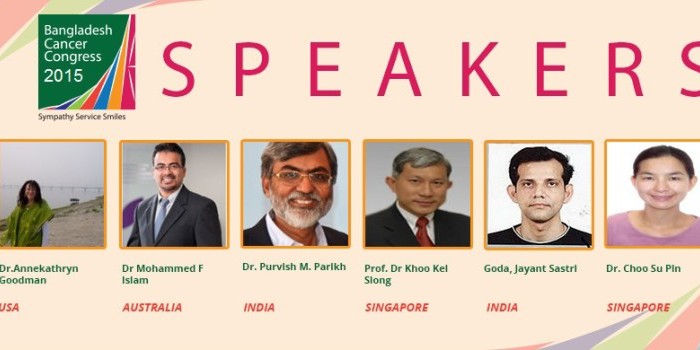 Bangladesh
Cancer
Congress
2015
Sympathy Service Smiles
SPEAKERS
Dr.Annekathryn
Goodman
USA
Dr Mohammed F
Islam
AUSTRALIA
Dr. Purvish M. Parikh
INDIA
Prof. Dr Khoo Kei
Siong
SINGAPORE
Goda, Jayant Sastri
INDIA
Dr. Choo Su Pin
SINGAPORE